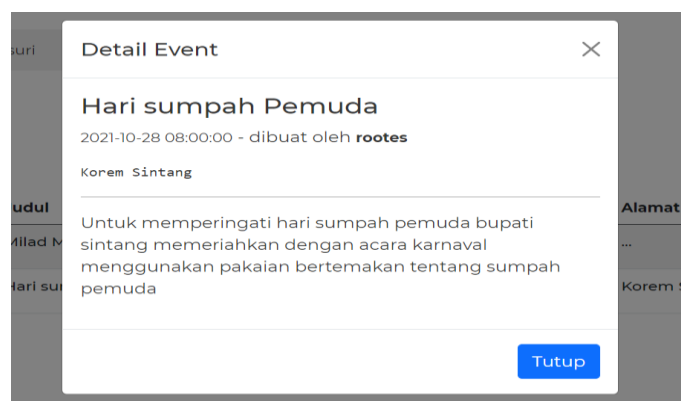 suri
Detail Event
Hari sumpah Pemuda
2021-10-28 08:00:00 - dibuat oleh rootes
Korem Sintang
udul
Alamat
Untuk memperingati hari sumpah pemuda bupati
sintang memeriahkan dengan acara karnaval
menggunakan pakaian bertemakan tentang sumpah
pemuda
Milad M
...
Hari sur
Korem S
Tutup